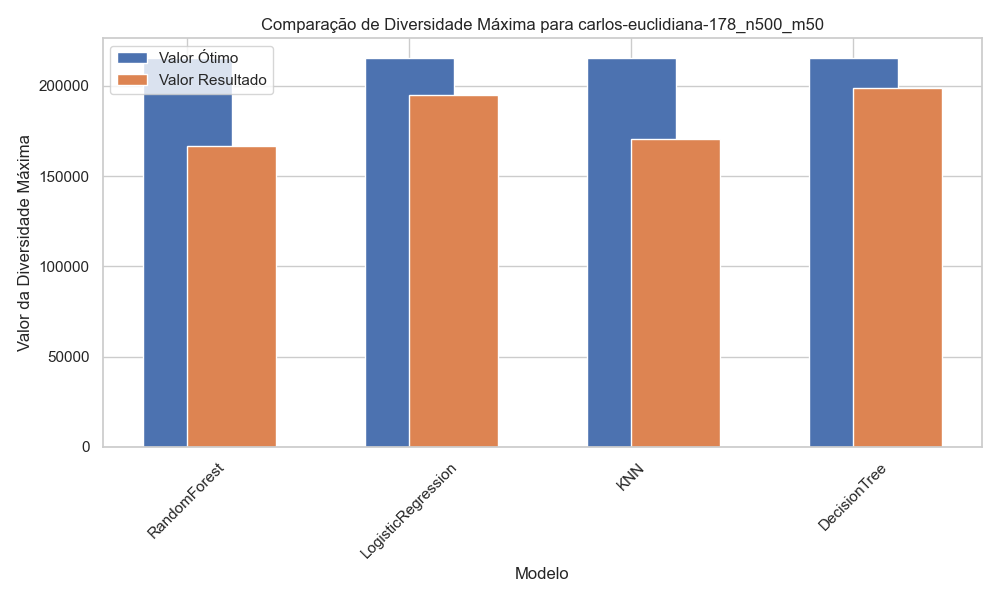 Comparação de Diversidade Máxima para carlos-euclidiana-178_n500_m50
Valor Ótimo
Valor Resultado
Valor da Diversidade Máxima
200000
150000
100000
50000
0
RandomForest
LogisticRegression
KNN
DecisionTree
Modelo